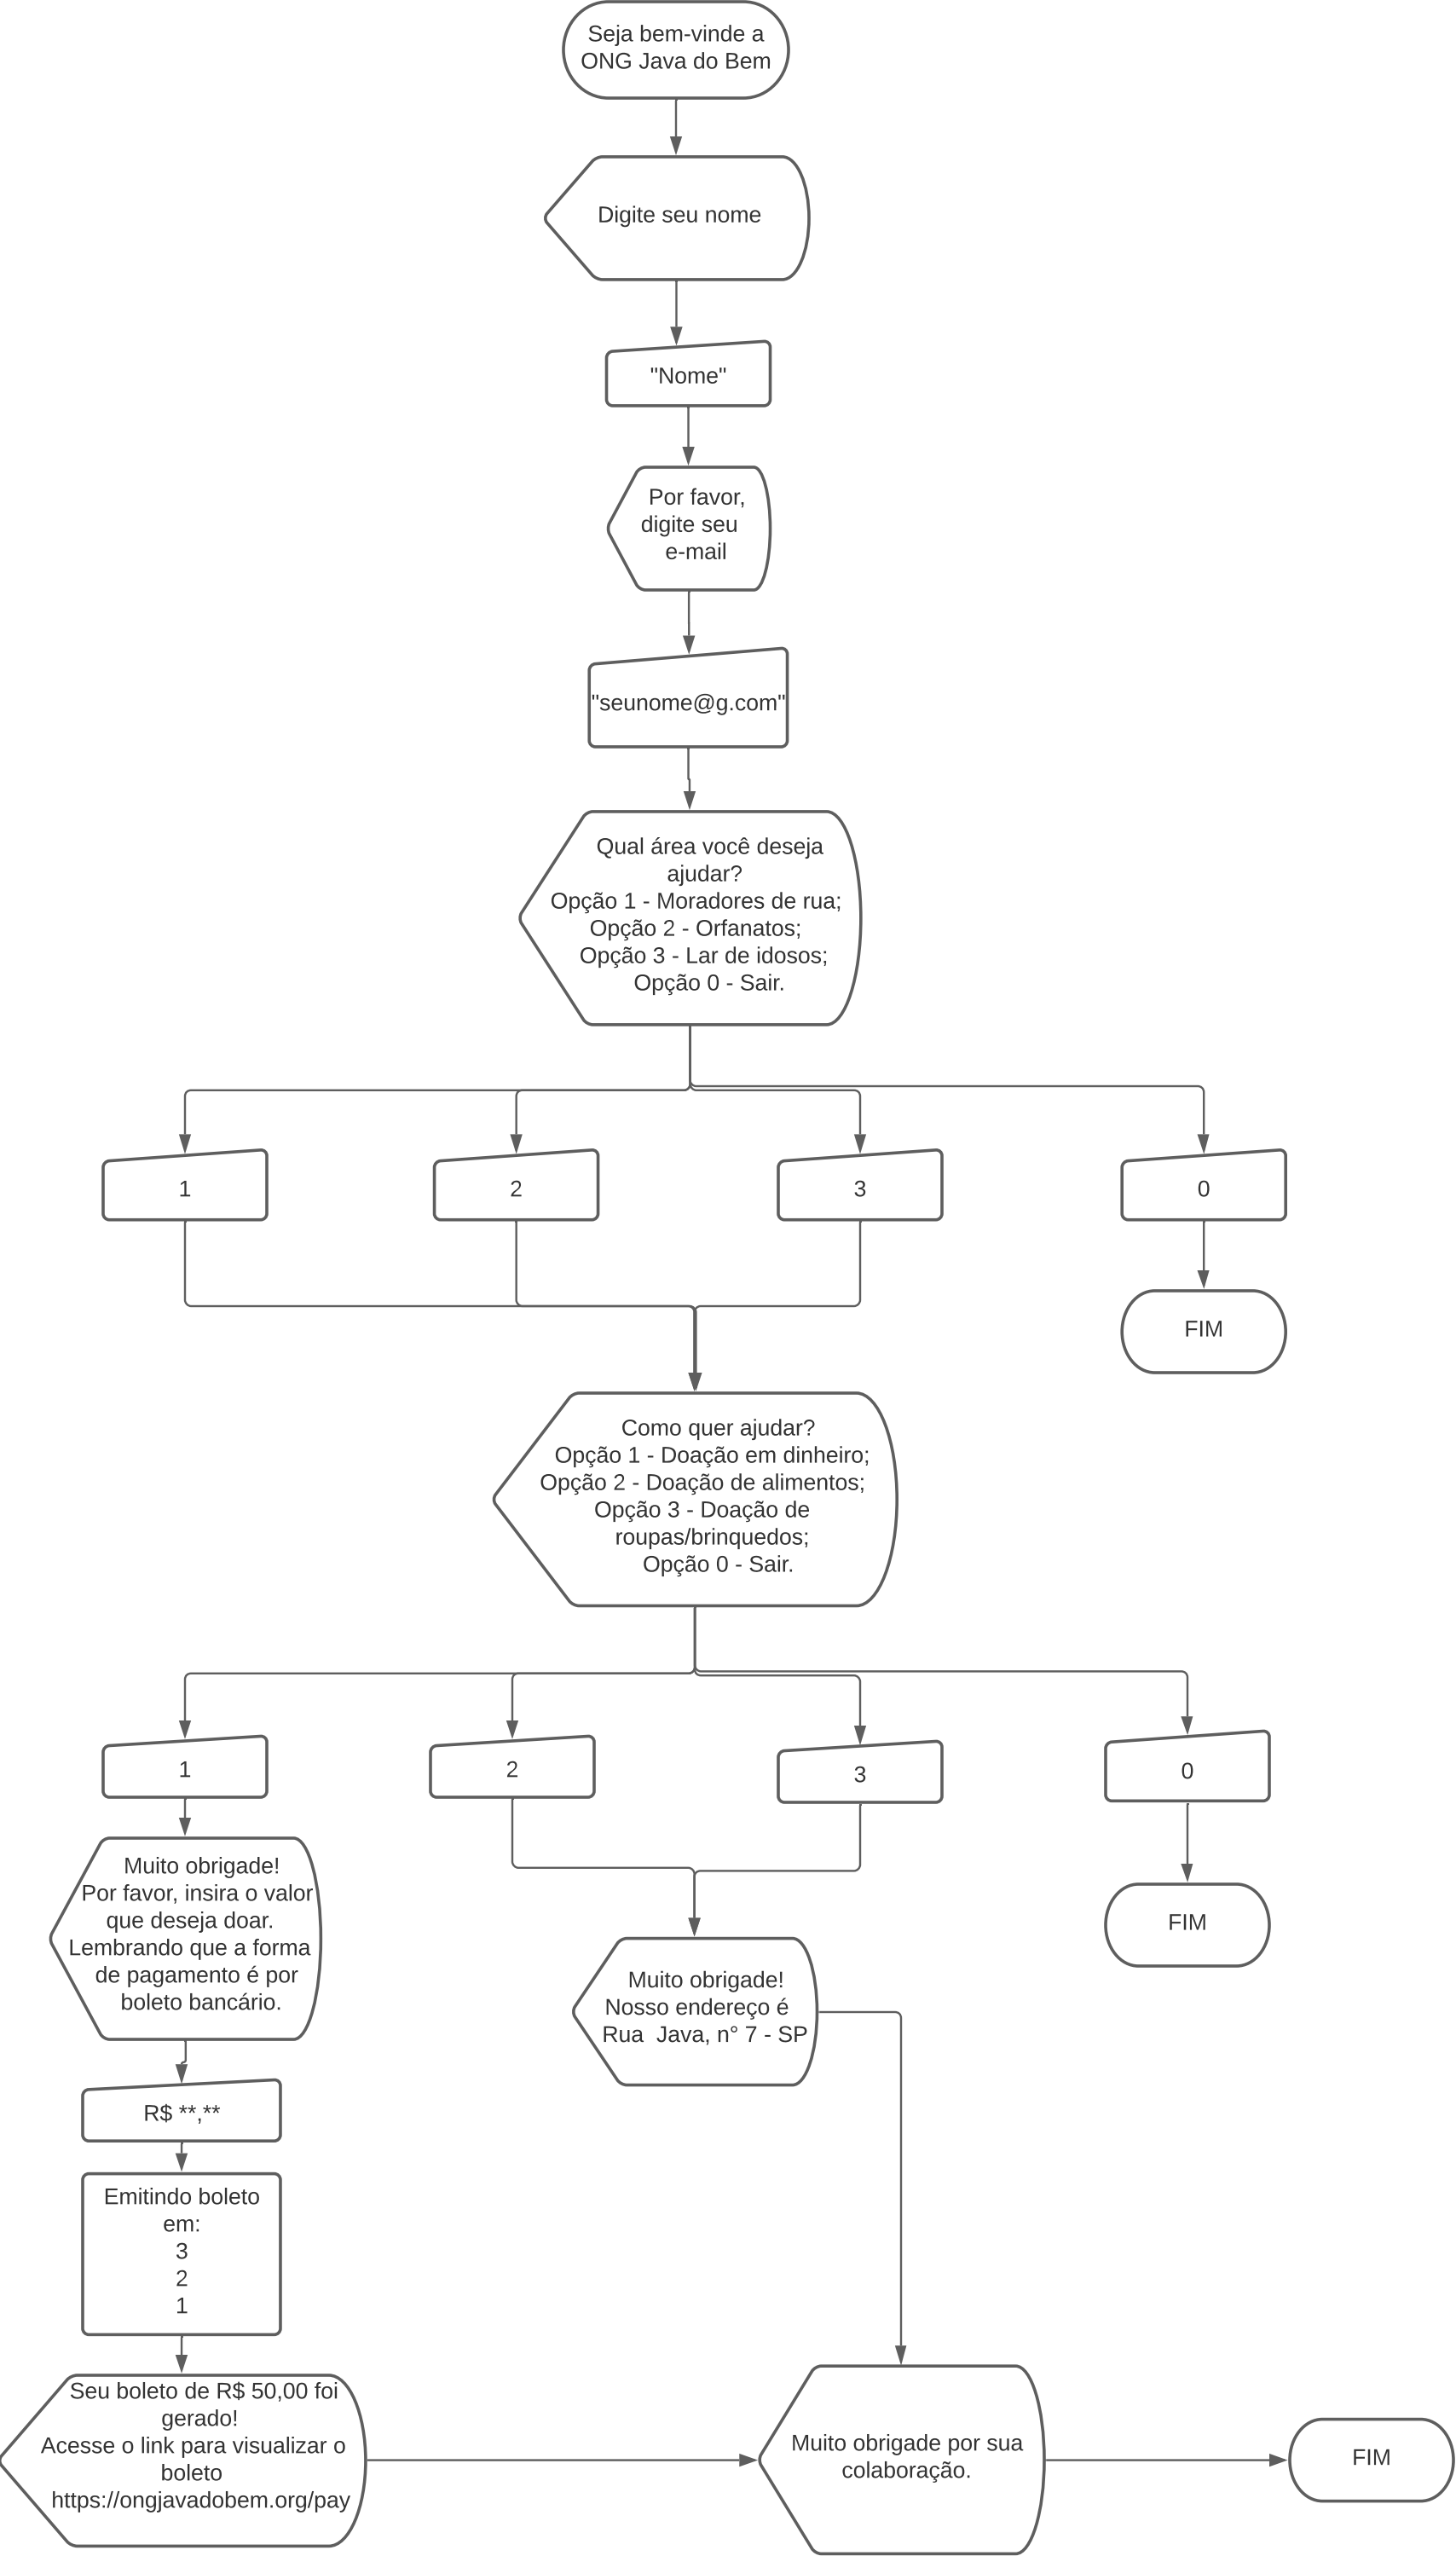 Seja bem-vinde a
ONG Java do Bem
Digite seu nome
"Nome"
Por favor,
digite seu
e-mail
"seunome@g.com"
Qual área você deseja
ajudar?
Opção 1 - Moradores de rua;
Opção 2 - Orfanatos;
Opção 3 - Lar de idosos;
Opção 0 - Sair.
1
2
3
0
FIM
Como quer ajudar?
Opção 1 - Doação em dinheiro;
Opção 2 - Doação de alimentos;
Opção 3 - Doação de
roupas/brinquedos;
Opção 0 - Sair.
1
2
3
0
Muito obrigade!
Por favor, insira o valor
que deseja doar.
Lembrando que a forma
de pagamento é por
boleto bancário.
Muito obrigade!
Nosso endereço é
Rua  Java, n° 7 - SP
FIM
R$ **,**
Emitindo boleto
em:
3
2
1
Seu boleto de R$ 50,00 foi
gerado!
Acesse o link para visualizar o
boleto
https://ongjavadobem.org/pay
Muito obrigade por sua
colaboração.
FIM